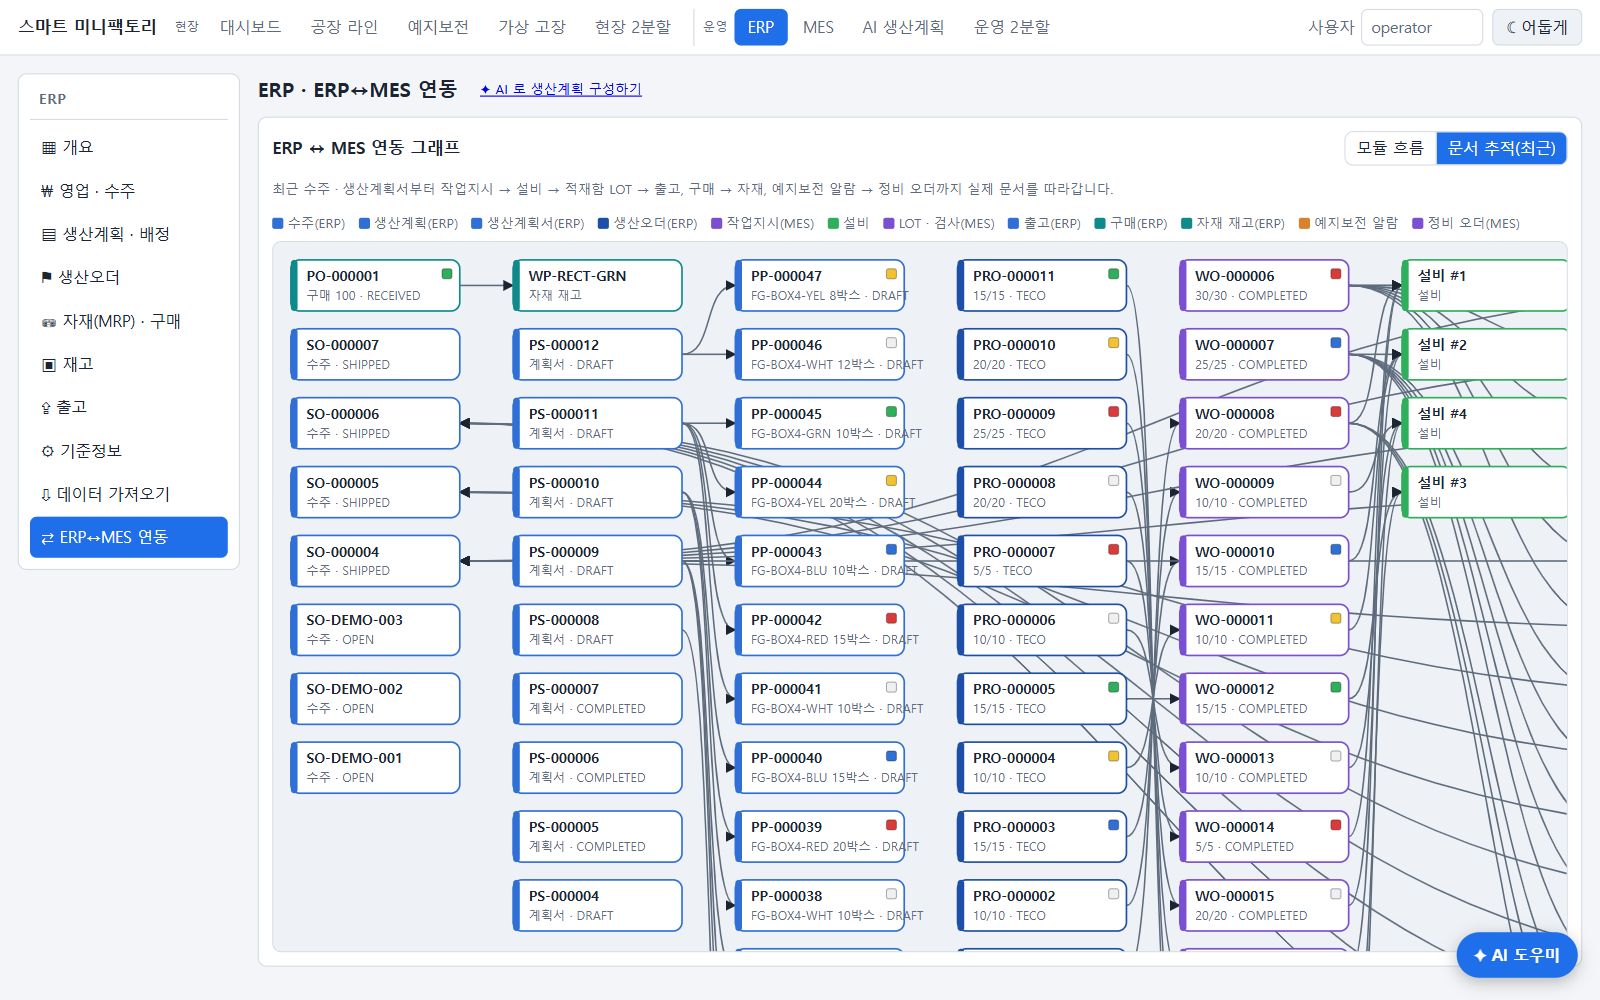 스마트 미니팩토리 현장 대시보드 공장 라인 예지보전 가상 고장 현장 2분할 운영 ERP MES AI 생산계획 운영 2분할 사용자 operator ☾ 어둡게
ERP
▦ 개요
₩ 영업 · 수주
▤ 생산계획 · 배정
⚑ 생산오더
자재(MRP) · 구매
▣ 재고
⇪ 출고
⚙ 기준정보
⇩ 데이터 가져오기
⇄ ERP↔MES 연동
ERP · ERP↔MES 연동 ✦ AI 로 생산계획 구성하기
ERP ↔ MES 연동 그래프 모듈 흐름 문서 추적(최근)
최근 수주 · 생산계획서부터 작업지시 → 설비 → 적재함 LOT → 출고, 구매 → 자재, 예지보전 알람 → 정비 오더까지 실제 문서를 따라갑니다.
수주(ERP) 생산계획(ERP) 생산계획서(ERP) 생산오더(ERP) 작업지시(MES) 설비 LOT · 검사(MES) 출고(ERP) 구매(ERP) 자재 재고(ERP) 예지보전 알람 정비 오더(MES)
PO-000001 WP-RECT-GRN PP-000047 PRO-000011 WO-000006 설비 #1
구매 100 · RECEIVED 자재 재고 FG-BOX4-YEL 8박스 · DRAFT 15/15 · TECO 30/30 · COMPLETED 설비
SO-000007 PS-000012 PP-000046 PRO-000010 WO-000007 설비 #2
수주 · SHIPPED 계획서 · DRAFT FG-BOX4-WHT 12박스 · DRAFT 20/20 · TECO 25/25 · COMPLETED 설비
SO-000006 PS-000011 PP-000045 PRO-000009 WO-000008 설비 #4
수주 · SHIPPED 계획서 · DRAFT FG-BOX4-GRN 10박스 · DRAFT 25/25 · TECO 20/20 · COMPLETED 설비
SO-000005 PS-000010 PP-000044 PRO-000008 WO-000009 설비 #3
수주 · SHIPPED 계획서 · DRAFT FG-BOX4-YEL 20박스 · DRAFT 20/20 · TECO 10/10 · COMPLETED 설비
SO-000004 PS-000009 PP-000043 PRO-000007 WO-000010
수주 · SHIPPED 계획서 · DRAFT FG-BOX4-BLU 10박스 · DRAFT 5/5 · TECO 15/15 · COMPLETED
SO-DEMO-003 PS-000008 PP-000042 PRO-000006 WO-000011
수주 · OPEN 계획서 · DRAFT FG-BOX4-RED 15박스 · DRAFT 10/10 · TECO 10/10 · COMPLETED
SO-DEMO-002 PS-000007 PP-000041 PRO-000005 WO-000012
수주 · OPEN 계획서 · COMPLETED FG-BOX4-WHT 10박스 · DRAFT 15/15 · TECO 15/15 · COMPLETED
SO-DEMO-001 PS-000006 PP-000040 PRO-000004 WO-000013
수주 · OPEN 계획서 · COMPLETED FG-BOX4-BLU 15박스 · DRAFT 10/10 · TECO 10/10 · COMPLETED
PS-000005 PP-000039 PRO-000003 WO-000014
계획서 · COMPLETED FG-BOX4-RED 20박스 · DRAFT 15/15 · TECO 5/5 · COMPLETED
PS-000004 PP-000038 PRO-000002 WO-000015
계획서 · DRAFT FG-BOX4-WHT 10박스 · DRAFT 10/10 · TECO 20/20 · COMPLETED
✦ AI 도우미